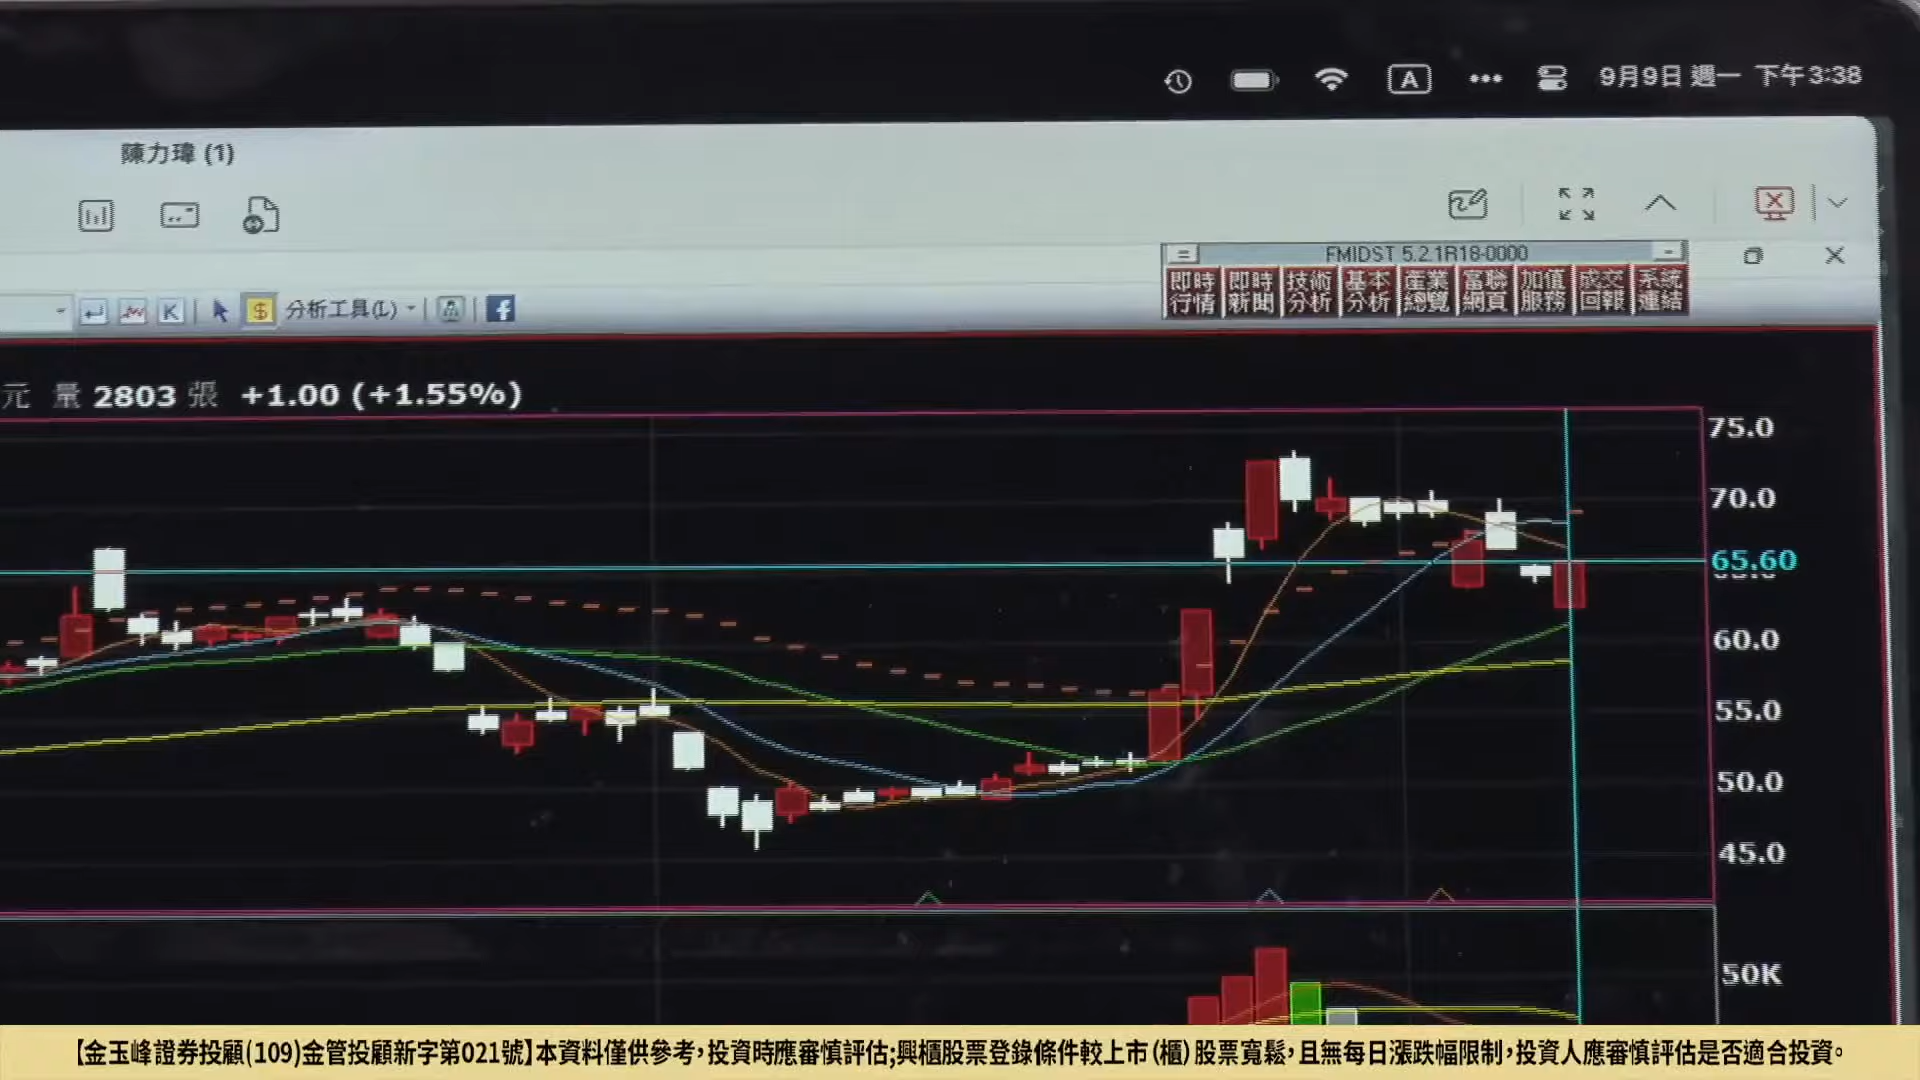 9月9日 週一 下午3:38
陳力瑋 (1)
FMIDST 5.2.1R18-0000
即時行情 即時新聞 技術分析 基本分析 產業總覽 富聯網頁 加值服務 成交回報 系統連結
分析工具(L)
元 量 2803 張 +1.00 (+1.55%)
75.0
70.0
65.60
60.0
55.0
50.0
45.0
50K
【金玉峰證券投顧(109)金管投顧新字第021號】本資料僅供參考，投資時應審慎評估;興櫃股票登錄條件較上市(櫃)股票寬鬆，且無每日漲跌幅限制，投資人應審慎評估是否適合投資。